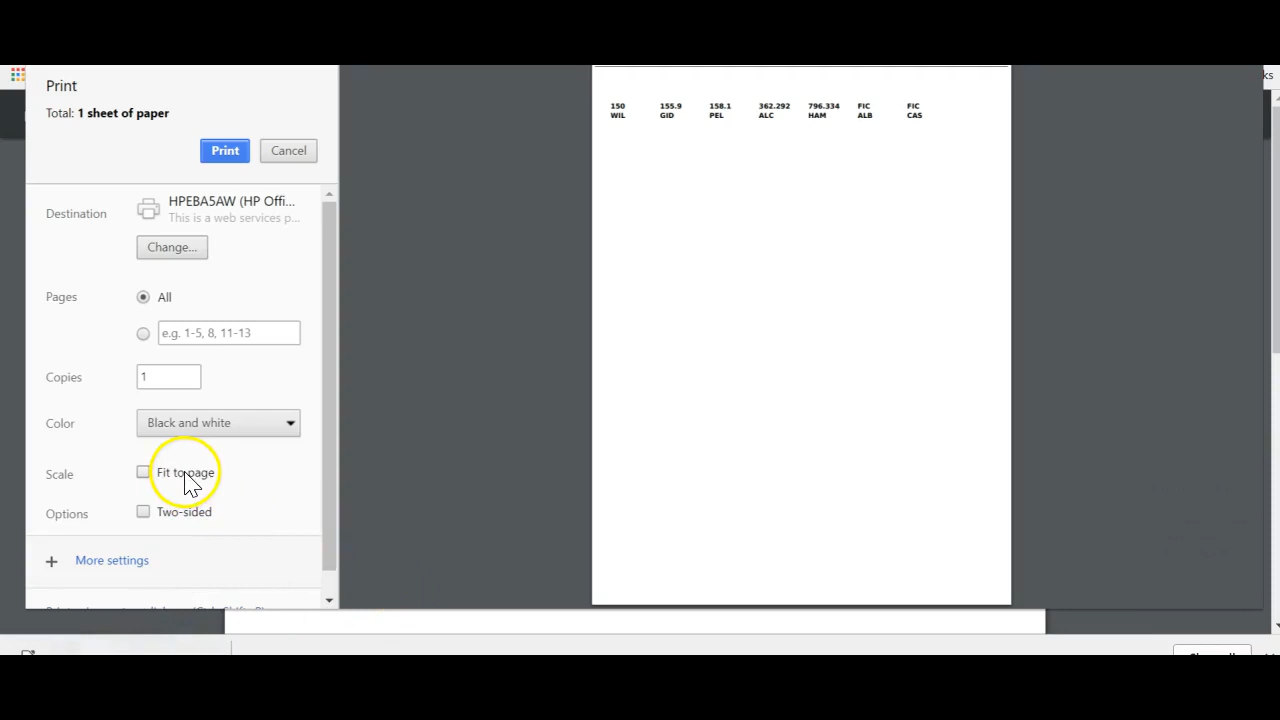 ks
Print
Total: 1 sheet of paper
Print Cancel
Destination HPEBA5AW (HP Offi...
This is a web services p...
Change...
Pages All
e.g. 1-5, 8, 11-13
Copies 1
Color Black and white
Scale Fit to page
Options Two-sided
+ More settings
150 155.9 158.1 362.292 796.334 FIC FIC
WIL GID PEL ALC HAM ALB CAS